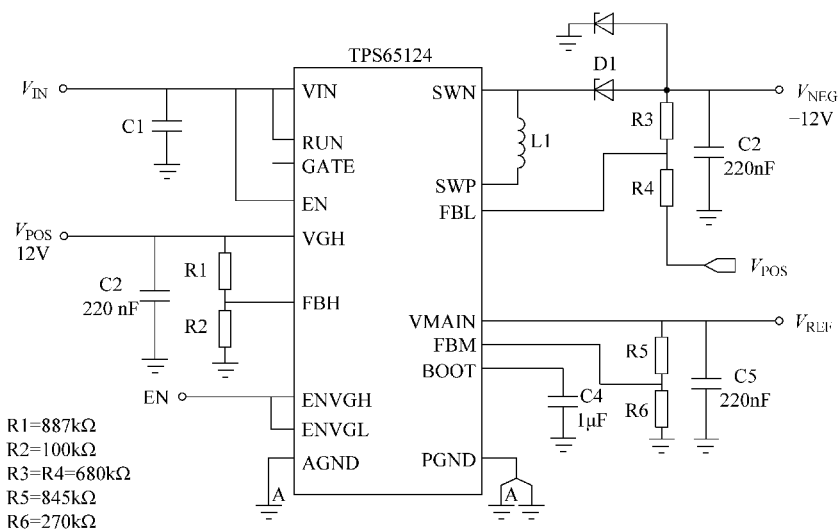 TPS65124
D1
V_IN
VIN
SWN
V_NEG
−12V
C1
RUN
GATE
EN
L1
SWP
FBL
R3
R4
C2
220nF
V_POS
12V
VGH
V_POS
C2
220 nF
R1
R2
FBH
VMAIN
V_REF
FBM
BOOT
R5
R6
C4
1μF
C5
220nF
EN
ENVGH
ENVGL
AGND
PGND
A
A
R1=887kΩ
R2=100kΩ
R3=R4=680kΩ
R5=845kΩ
R6=270kΩ